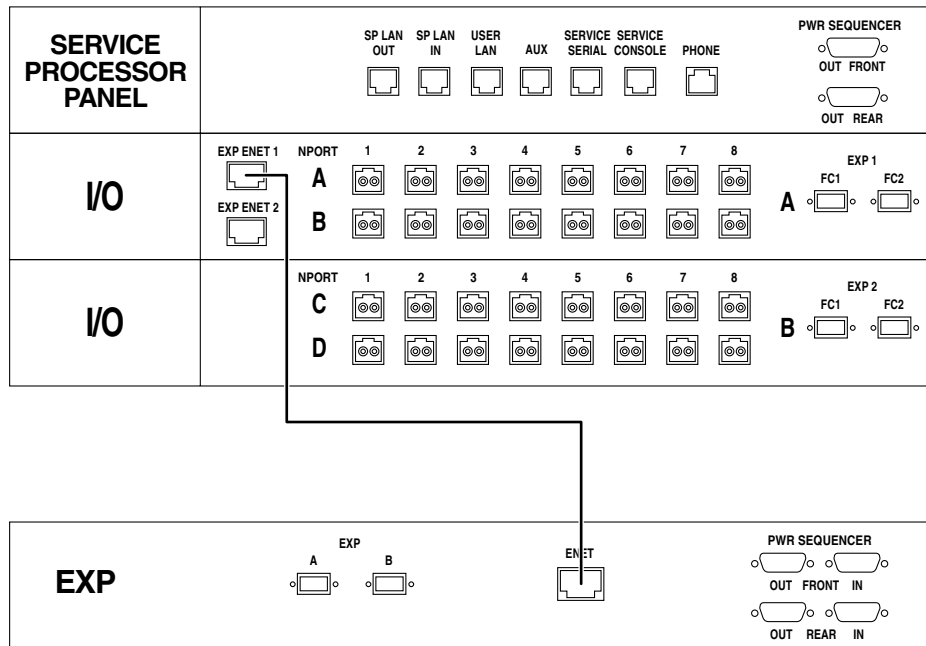 SERVICE
PROCESSOR
PANEL
SP LAN
OUT
SP LAN
IN
USER
LAN
AUX
SERVICE
SERIAL
SERVICE
CONSOLE
PHONE
PWR SEQUENCER
OUT FRONT
OUT REAR
I/O
EXP ENET 1
EXP ENET 2
NPORT 1 2 3 4 5 6 7 8
A
B
EXP 1
FC1 FC2
A
I/O
NPORT 1 2 3 4 5 6 7 8
C
D
EXP 2
FC1 FC2
B
EXP
EXP
A B
ENET
PWR SEQUENCER
OUT FRONT IN
OUT REAR IN